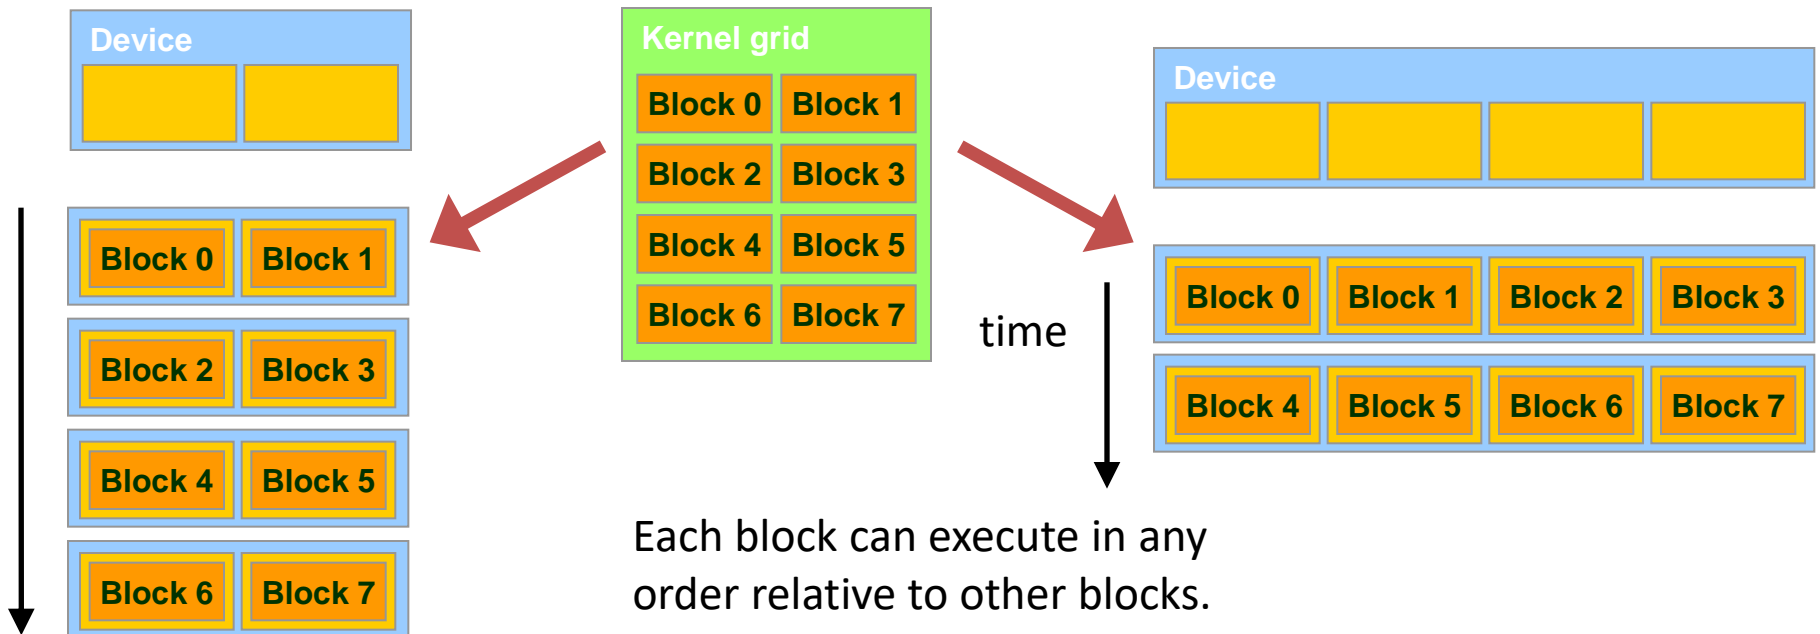 Device
Block 0 Block 1
Block 2 Block 3
Block 4 Block 5
Block 6 Block 7
Kernel grid
Block 0 Block 1
Block 2 Block 3
Block 4 Block 5
Block 6 Block 7
time
Device
Block 0 Block 1 Block 2 Block 3
Block 4 Block 5 Block 6 Block 7
Each block can execute in any
order relative to other blocks.